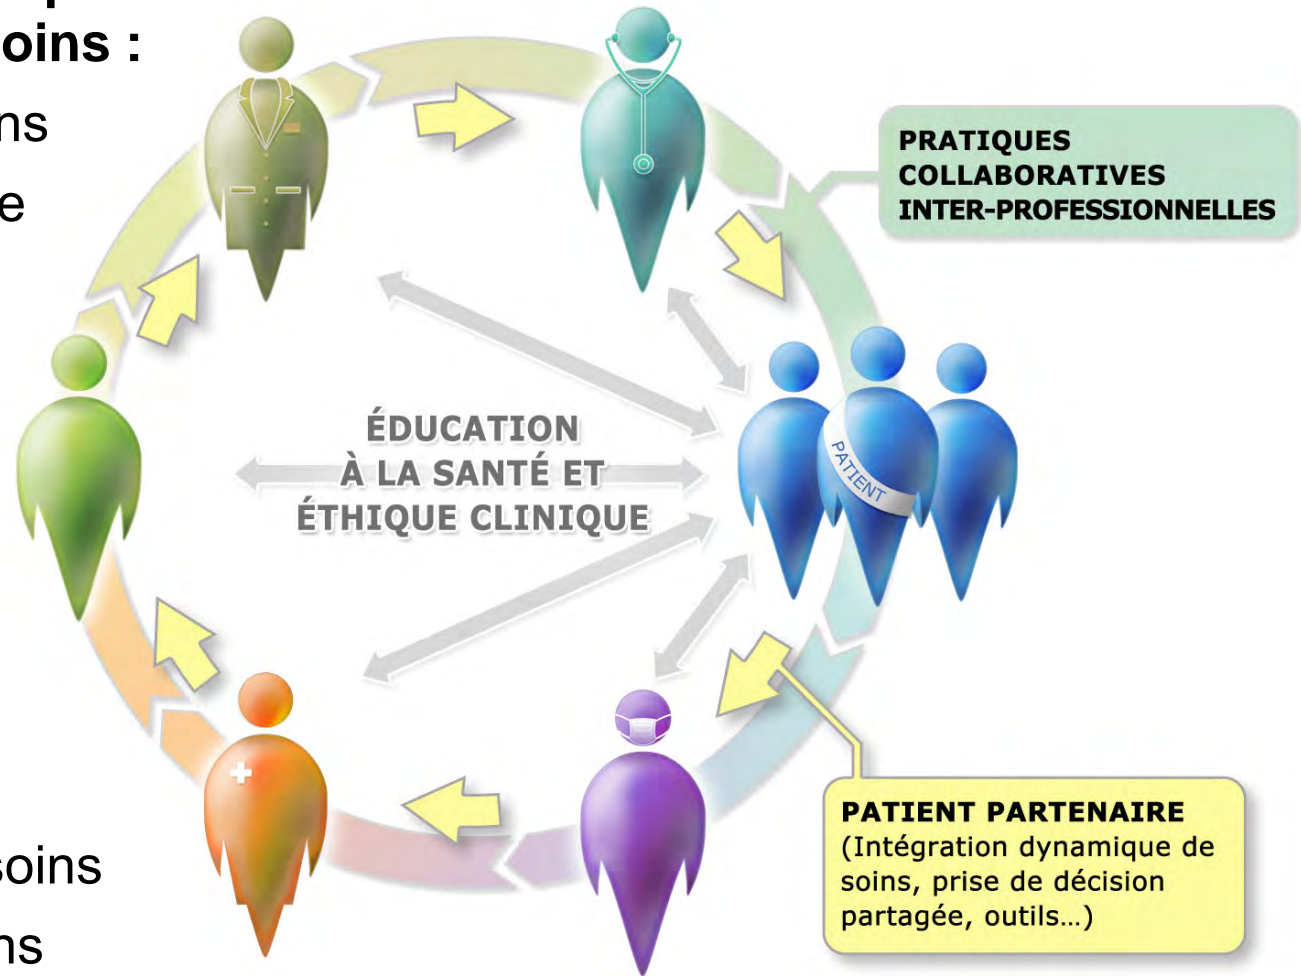 oins :
ns
e
PRATIQUES
COLLABORATIVES
INTER-PROFESSIONNELLES
ÉDUCATION
À LA SANTÉ ET
ÉTHIQUE CLINIQUE
PATIENT
PATIENT PARTENAIRE
(Intégration dynamique de
soins, prise de décision
partagée, outils...)
soins
ns